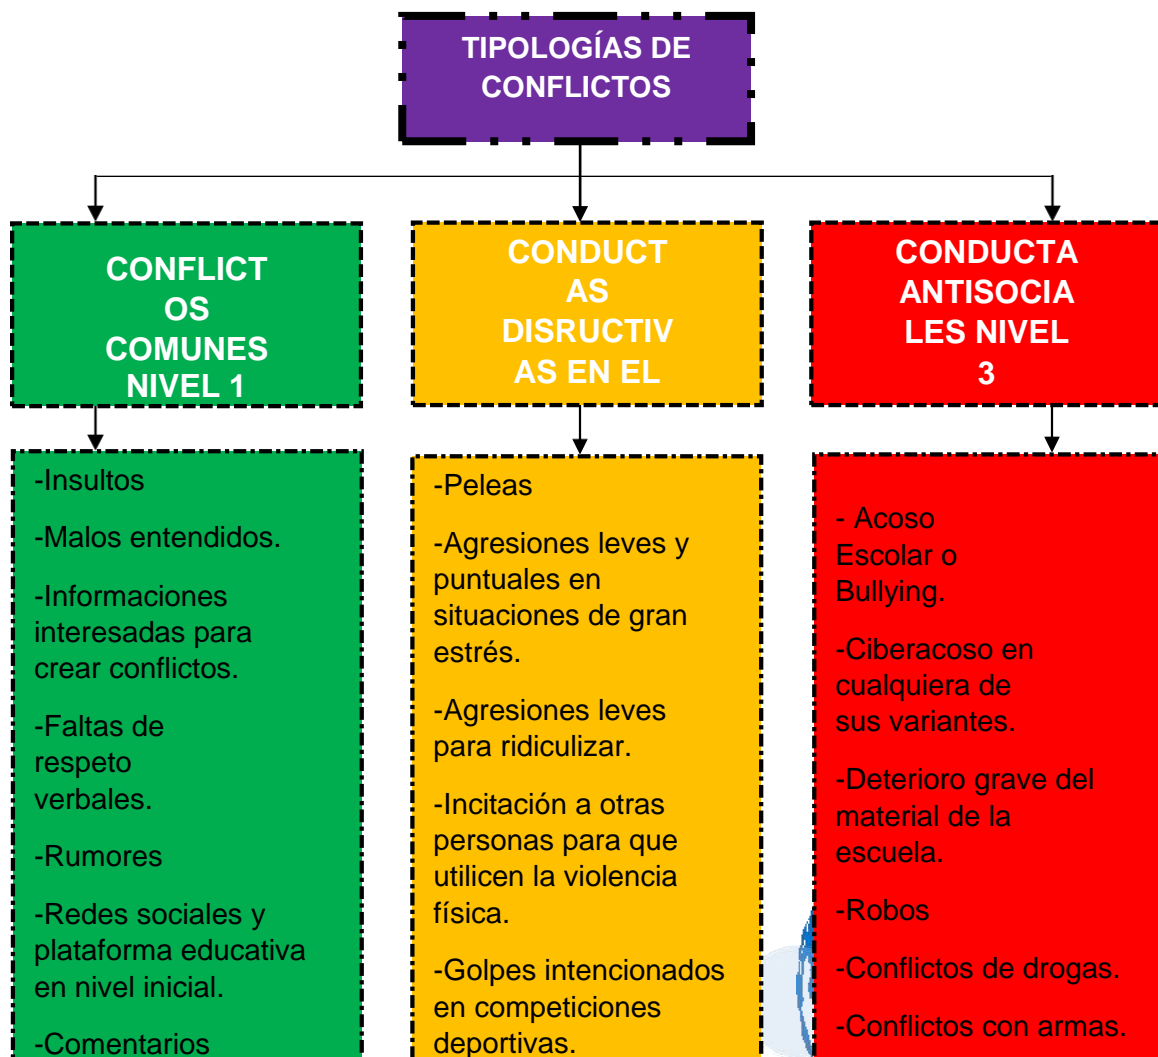 TIPOLOGÍAS DE
CONFLICTOS
CONFLICT
OS
COMUNES
NIVEL 1
CONDUCT
AS
DISRUCTIV
AS EN EL
CONDUCTA
ANTISOCIA
LES NIVEL
3
-Insultos
-Malos entendidos.
-Informaciones
interesadas para
crear conflictos.
-Faltas de
respeto
verbales.
-Rumores
-Redes sociales y
plataforma educativa
en nivel inicial.
-Comentarios
-Peleas
-Agresiones leves y
puntuales en
situaciones de gran
estrés.
-Agresiones leves
para ridiculizar.
-Incitación a otras
personas para que
utilicen la violencia
física.
-Golpes intencionados
en competiciones
deportivas.
- Acoso
Escolar o
Bullying.
-Ciberacoso en
cualquiera de
sus variantes.
-Deterioro grave del
material de la
escuela.
-Robos
-Conflictos de drogas.
-Conflictos con armas.